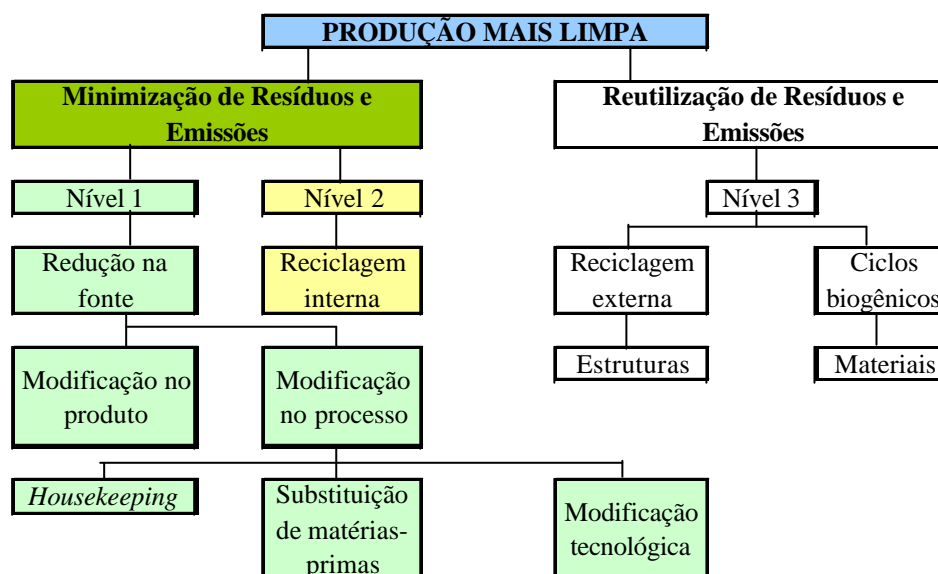 PRODUÇÃO MAIS LIMPA
Minimização de Resíduos e
Emissões
Reutilização de Resíduos e
Emissões
Nível 1
Nível 2
Nível 3
Redução na
fonte
Reciclagem
interna
Reciclagem
externa
Ciclos
biogênicos
Estruturas
Materiais
Modificação no
produto
Modificação
no processo
Housekeeping
Substituição
de matérias-
primas
Modificação
tecnológica